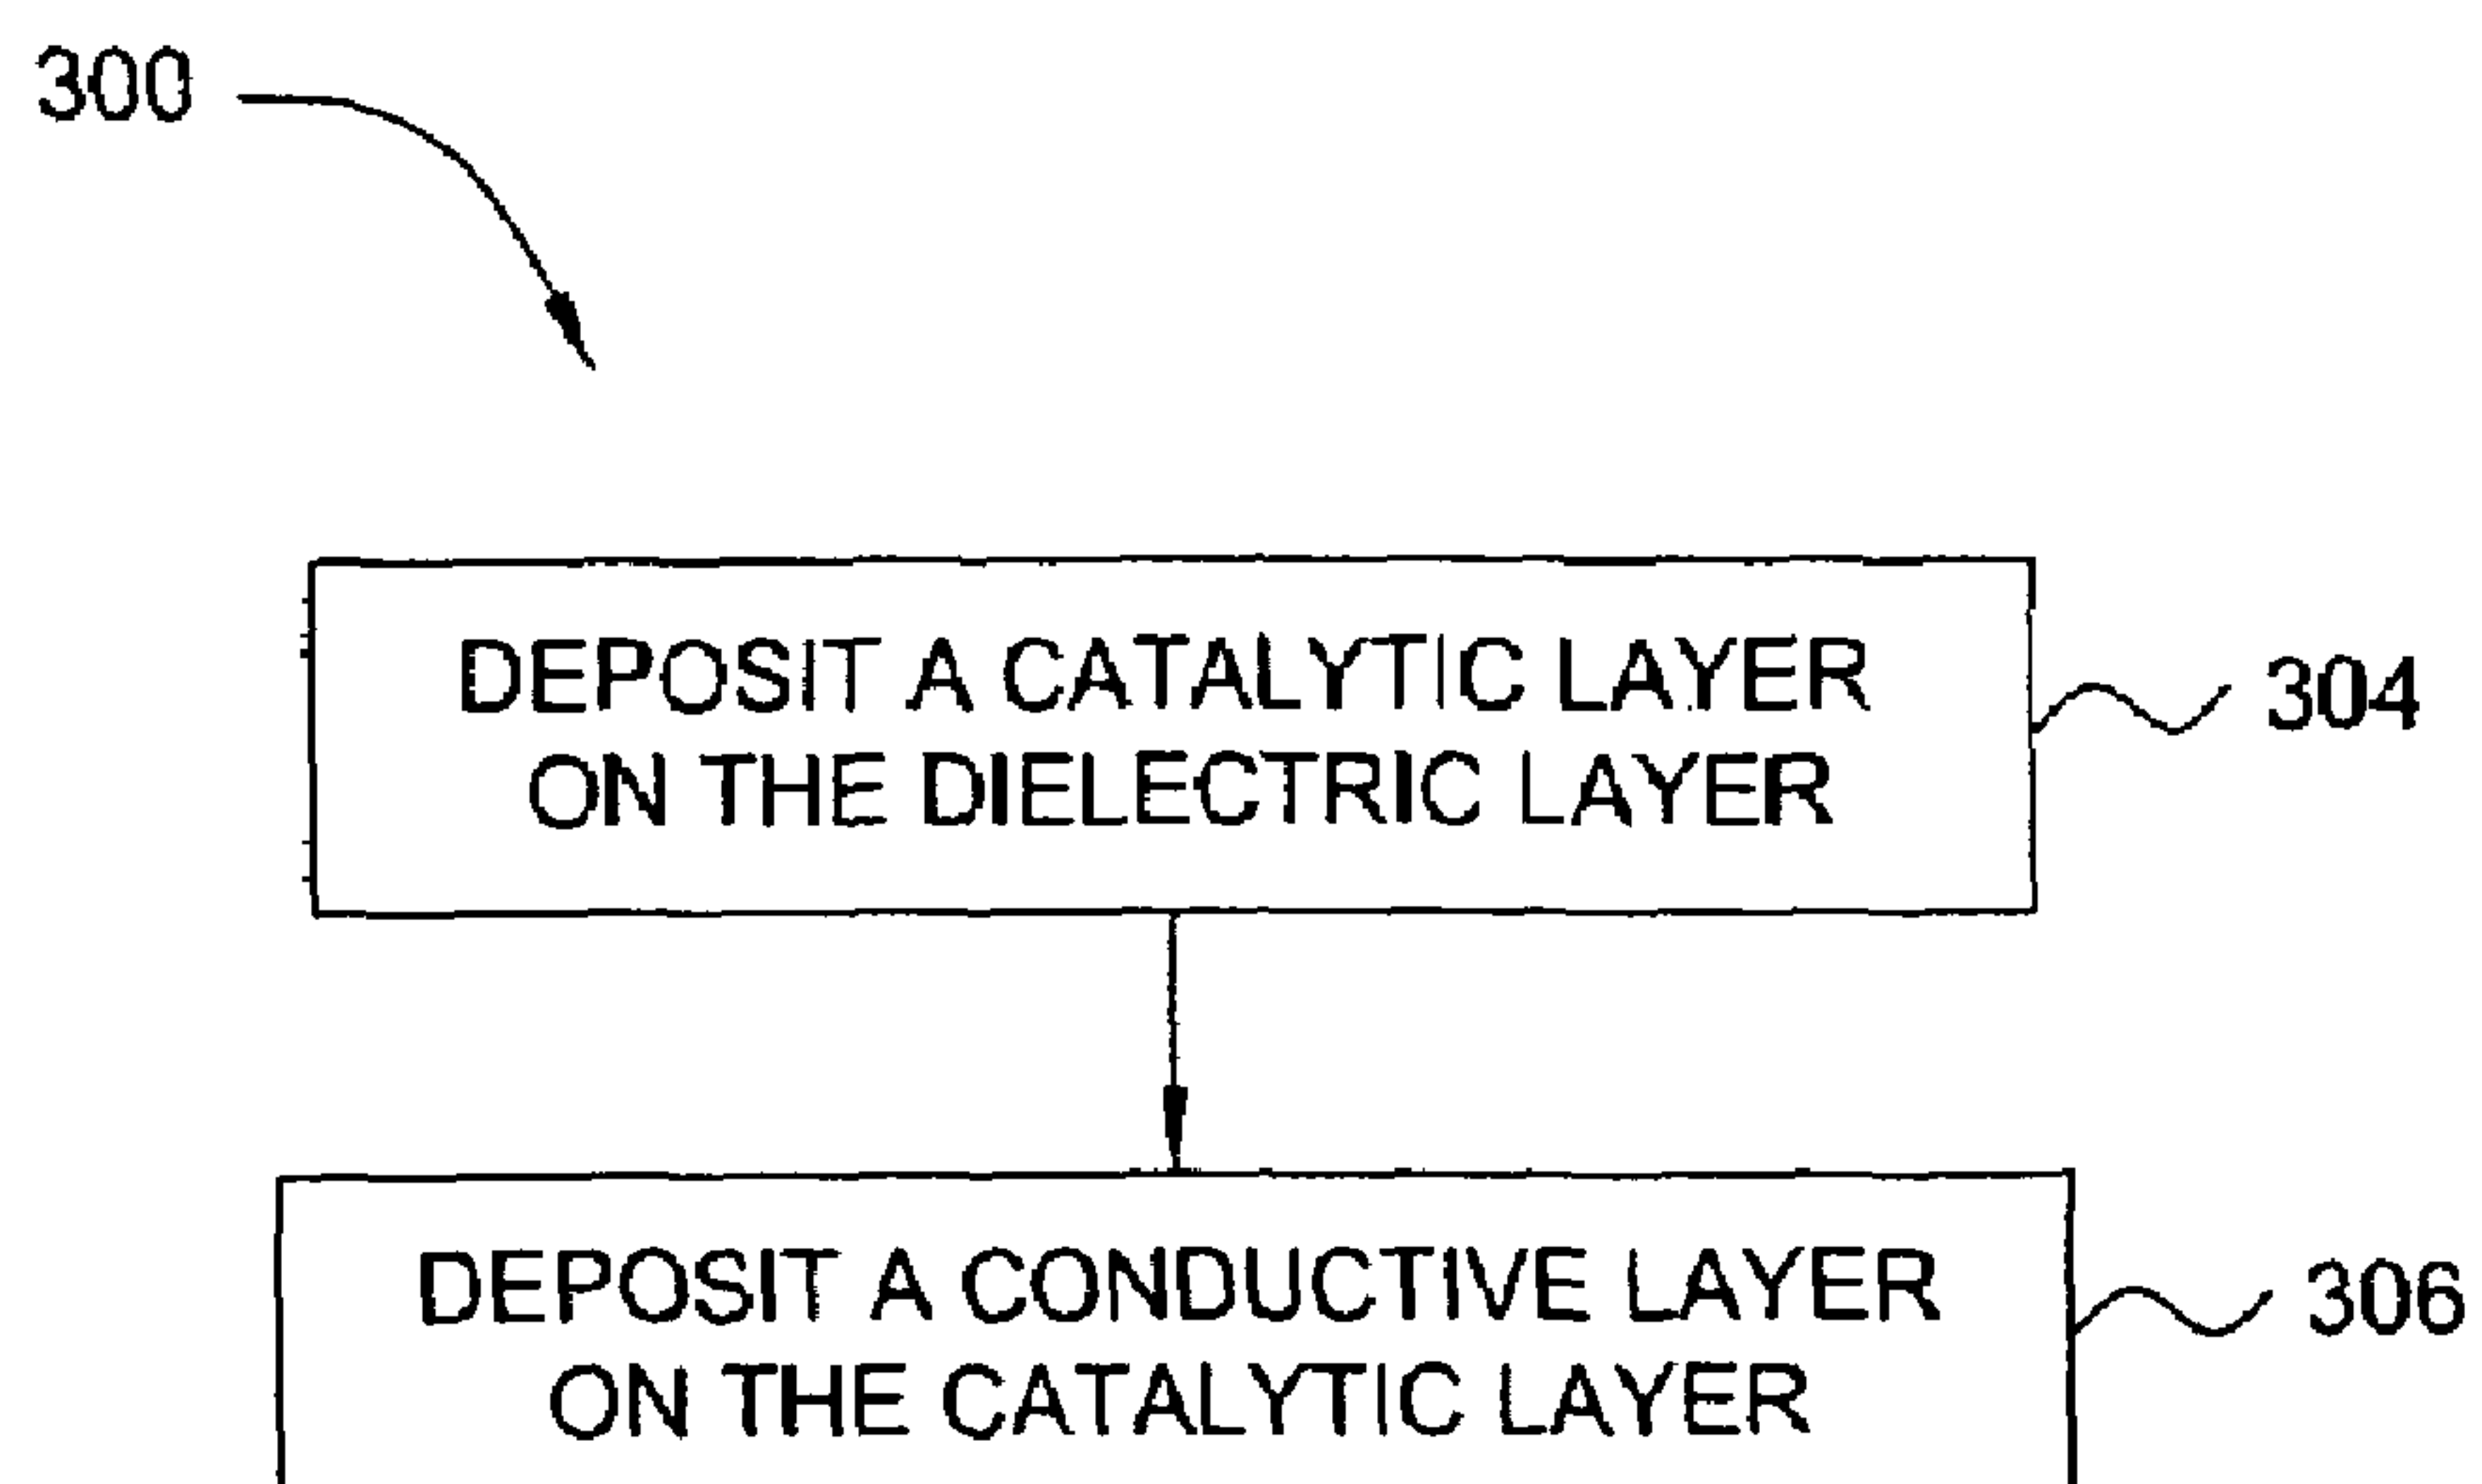 300
DEPOSIT A CATALYTIC LAYER
ON THE DIELECTRIC LAYER
304
DEPOSIT A CONDUCTIVE LAYER
ON THE CATALYTIC LAYER
306